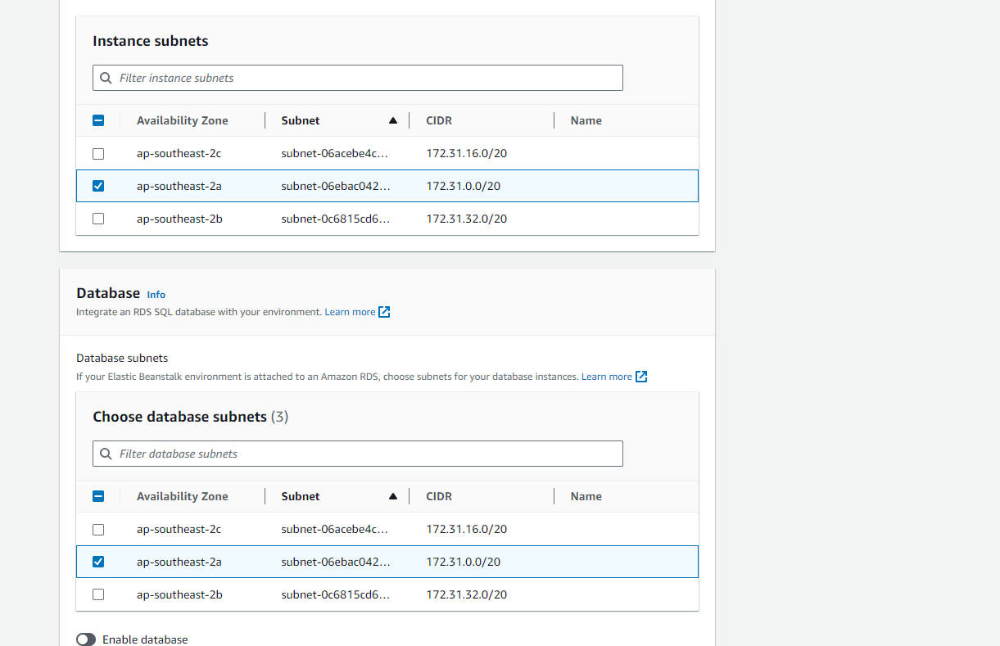 Instance subnets
Filter instance subnets
Availability Zone Subnet CIDR Name
ap-southeast-2c subnet-06acebe4c... 172.31.16.0/20
ap-southeast-2a subnet-06ebac042... 172.31.0.0/20
ap-southeast-2b subnet-0c6815cd6... 172.31.32.0/20
Database Info
Integrate an RDS SQL database with your environment. Learn more
Database subnets
If your Elastic Beanstalk environment is attached to an Amazon RDS, choose subnets for your database instances. Learn more
Choose database subnets (3)
Filter database subnets
Availability Zone Subnet CIDR Name
ap-southeast-2c subnet-06acebe4c... 172.31.16.0/20
ap-southeast-2a subnet-06ebac042... 172.31.0.0/20
ap-southeast-2b subnet-0c6815cd6... 172.31.32.0/20
Enable database